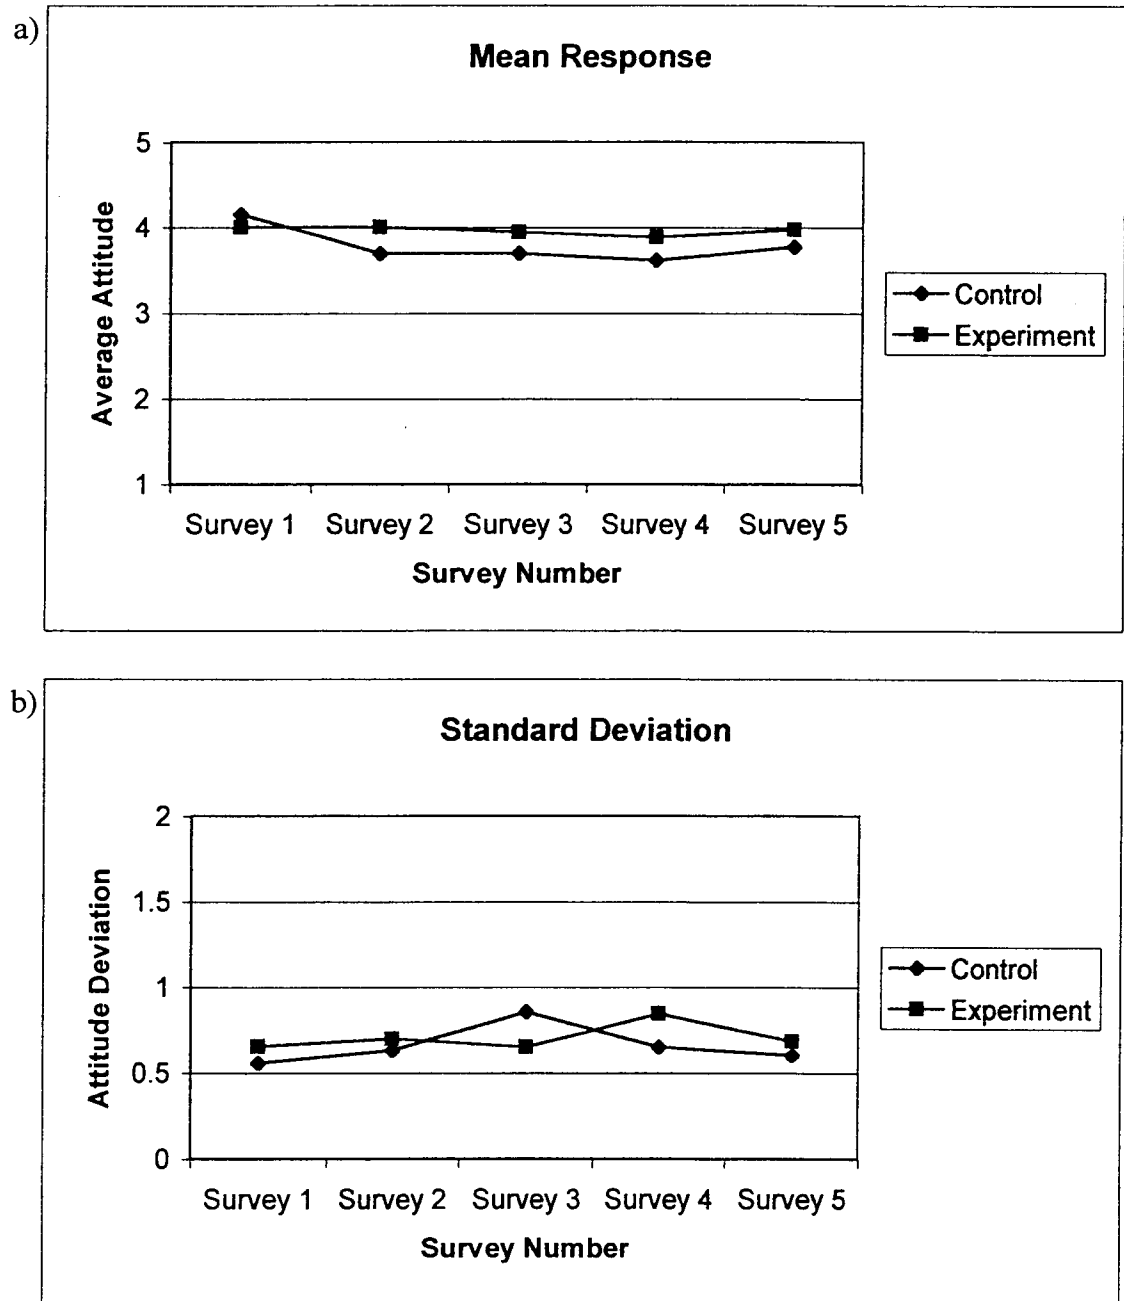 a)
Mean Response
5
4
3
2
1
Average Attitude
Survey 1 Survey 2 Survey 3 Survey 4 Survey 5
Survey Number
Control
Experiment
b)
Standard Deviation
2
1.5
1
0.5
0
Attitude Deviation
Survey 1 Survey 2 Survey 3 Survey 4 Survey 5
Survey Number
Control
Experiment